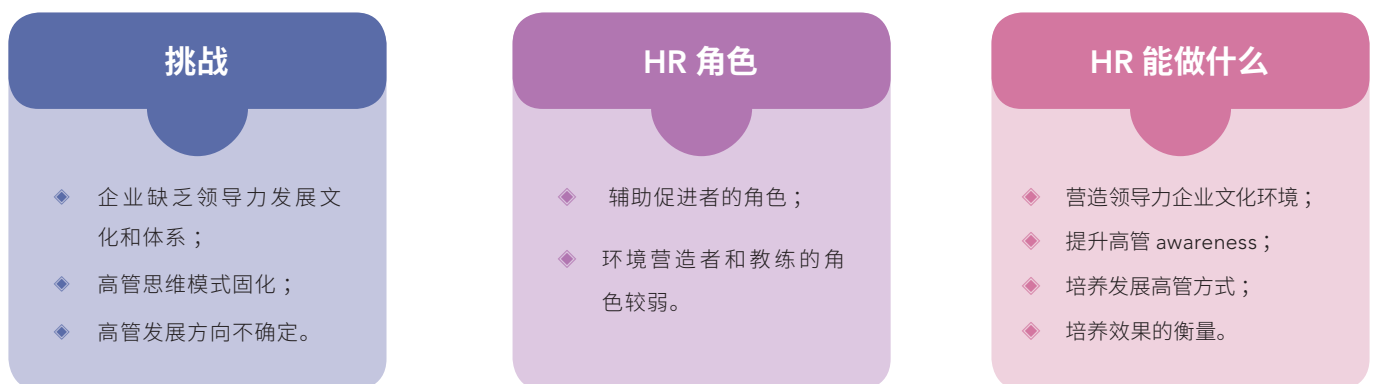 挑战
企业缺乏领导力发展文
化和体系；
高管思维模式固化；
高管发展方向不确定。
HR 角色
辅助促进者的角色；
环境营造者和教练的角
色较弱。
HR 能做什么
营造领导力企业文化环境；
提升高管 awareness；
培养发展高管方式；
培养效果的衡量。